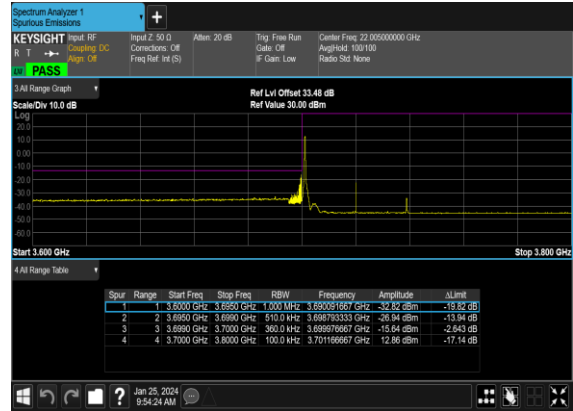 Spectrum Analyzer 1
Spurious Emissions
KEYSIGHT Input: RF Input Z: 50 Ω Atten: 20 dB Trig: Free Run Center Freq: 22.005000000 GHz
R T Coupling: DC Corrections: Off Gate: Off Avg|Hold: 100/100
Align: Off Freq Ref: Int (S) IF Gain: Low Radio Std: None
PASS
3 All Range Graph Ref Lvl Offset 33.48 dB
Scale/Div 10.0 dB Ref Value 30.00 dBm
Log
20.0
10.0
0.00
-10.0
-20.0
-30.0
-40.0
-50.0
-60.0
Start 3.600 GHz Stop 3.800 GHz
4 All Range Table
Spur Range Start Freq Stop Freq RBW Frequency Amplitude ΔLimit
1 1 3.6000 GHz 3.6950 GHz 1.000 MHz 3.690091667 GHz -32.82 dBm -19.82 dB
2 2 3.6950 GHz 3.6990 GHz 510.0 kHz 3.698793333 GHz -26.94 dBm -13.94 dB
3 3 3.6990 GHz 3.7000 GHz 360.0 kHz 3.699976667 GHz -15.64 dBm -2.643 dB
4 4 3.7000 GHz 3.8000 GHz 100.0 kHz 3.701166667 GHz 12.86 dBm -17.14 dB
? Jan 25, 2024
9:54:24 AM